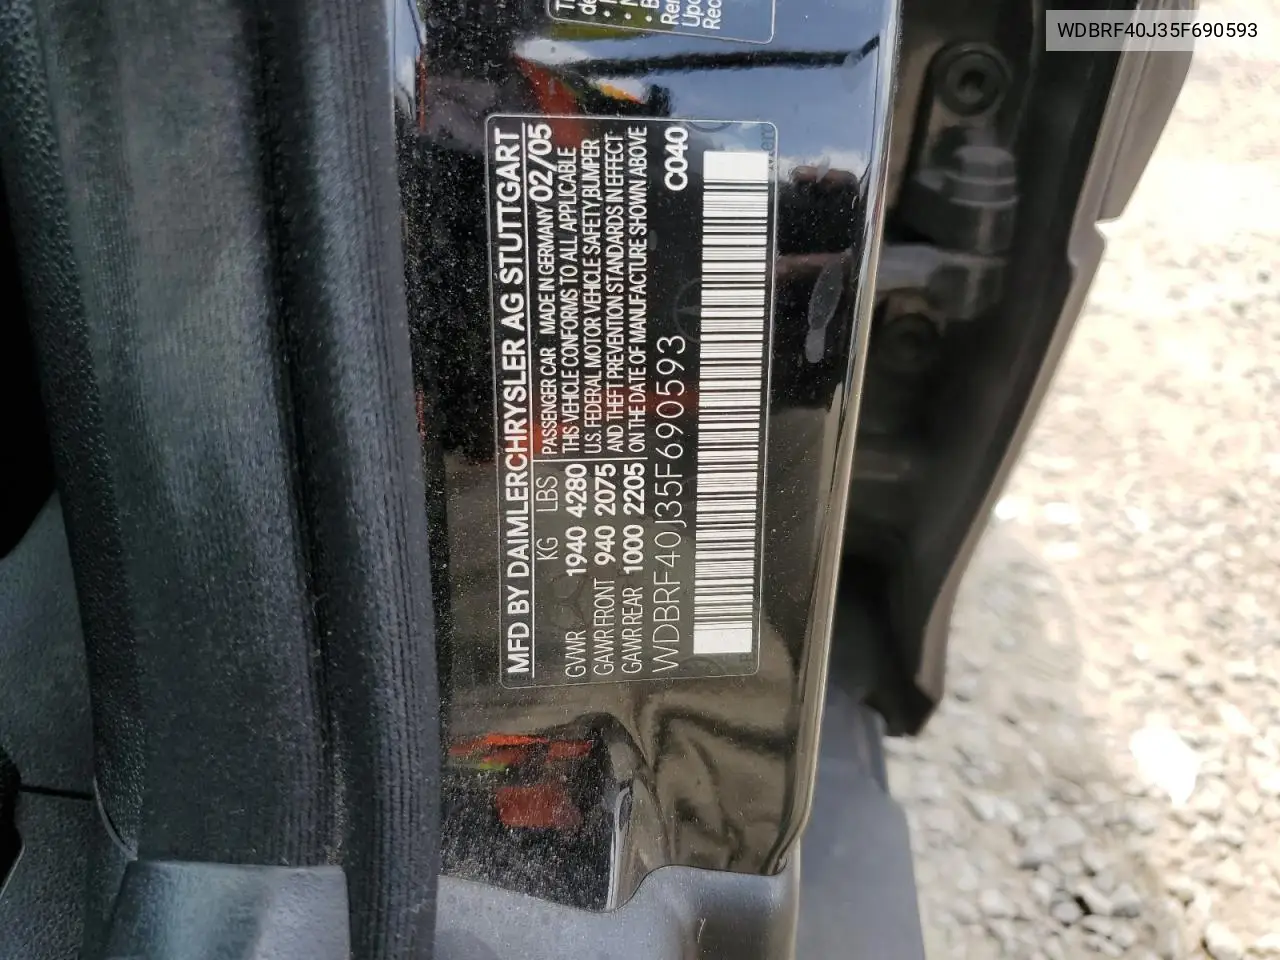 WDBRF40J35F690593
MFD BY DAIMLERCHRYSLER AG STUTTGART
KG LBS PASSENGER CAR MADE IN GERMANY 02/05
GVWR 1940 4280 THIS VEHICLE CONFORMS TO ALL APPLICABLE
GAWR FRONT 940 2075 U.S. FEDERAL MOTOR VEHICLE SAFETY, BUMPER
GAWR REAR 1000 2205 AND THEFT PREVENTION STANDARDS IN EFFECT
ON THE DATE OF MANUFACTURE SHOWN ABOVE
WDBRF40J35F690593 C040